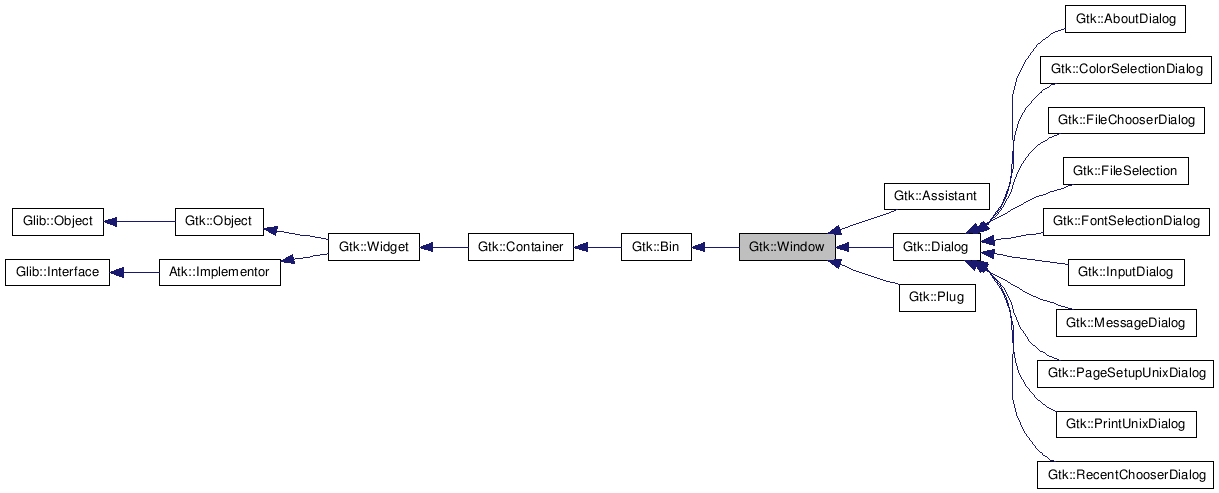 Gtk::AboutDialog
Gtk::ColorSelectionDialog
Gtk::FileChooserDialog
Gtk::FileSelection
Gtk::Assistant
Glib::Object
Gtk::Object
Gtk::FontSelectionDialog
Gtk::Widget
Gtk::Container
Gtk::Bin
Gtk::Window
Gtk::Dialog
Glib::Interface
Atk::Implementor
Gtk::InputDialog
Gtk::Plug
Gtk::MessageDialog
Gtk::PageSetupUnixDialog
Gtk::PrintUnixDialog
Gtk::RecentChooserDialog